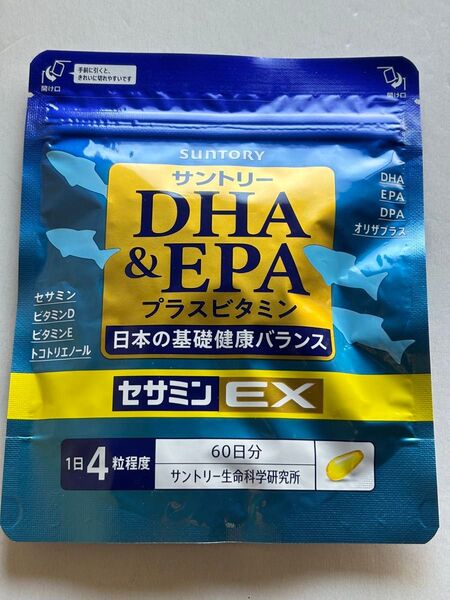 手前に引くと、
きれいに切れやすいです
開け口
開け口
SUNTORY
サントリー
DHA
& EPA
プラスビタミン
日本の基礎健康バランス
DHA
EPA
DPA
オリザプラス
セサミン
ビタミンD
ビタミンE
トコトリエノール
セサミンEX
1日4粒程度
60日分
サントリー生命科学研究所